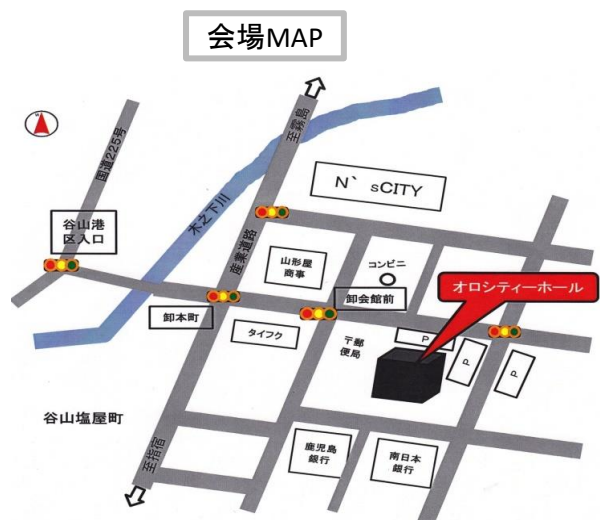 会場MAP
至霧島
国道225号
木之下川
N`sCITY
谷山港
区入口
産業道路
山形屋
商事
コンビニ
オロシティーホール
卸会館前
卸本町
タイフク
〒郵
便局
P
P
P
谷山塩屋町
至指宿
鹿児島
銀行
南日本
銀行